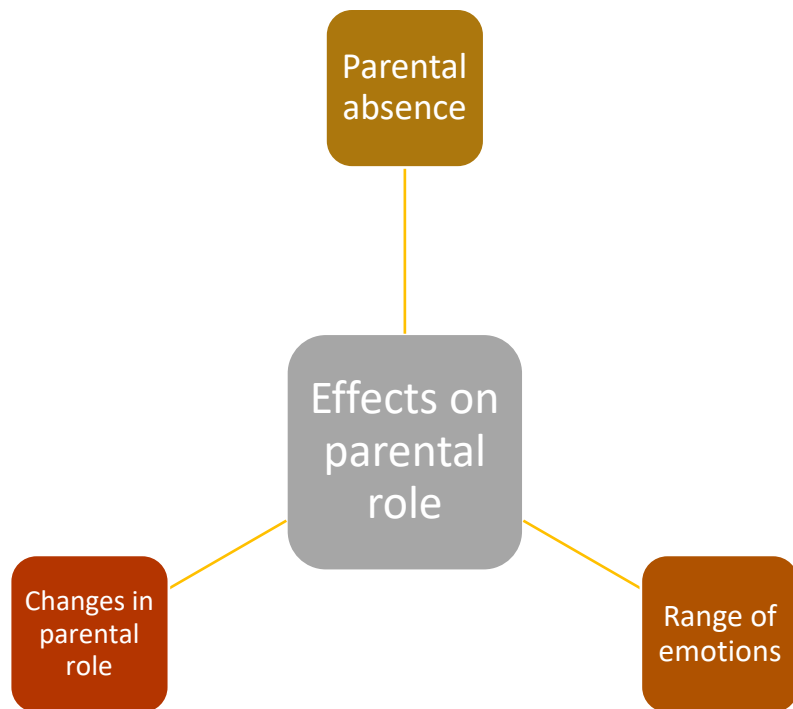 Parental
absence
Effects on
parental
role
Changes in
parental
role
Range of
emotions